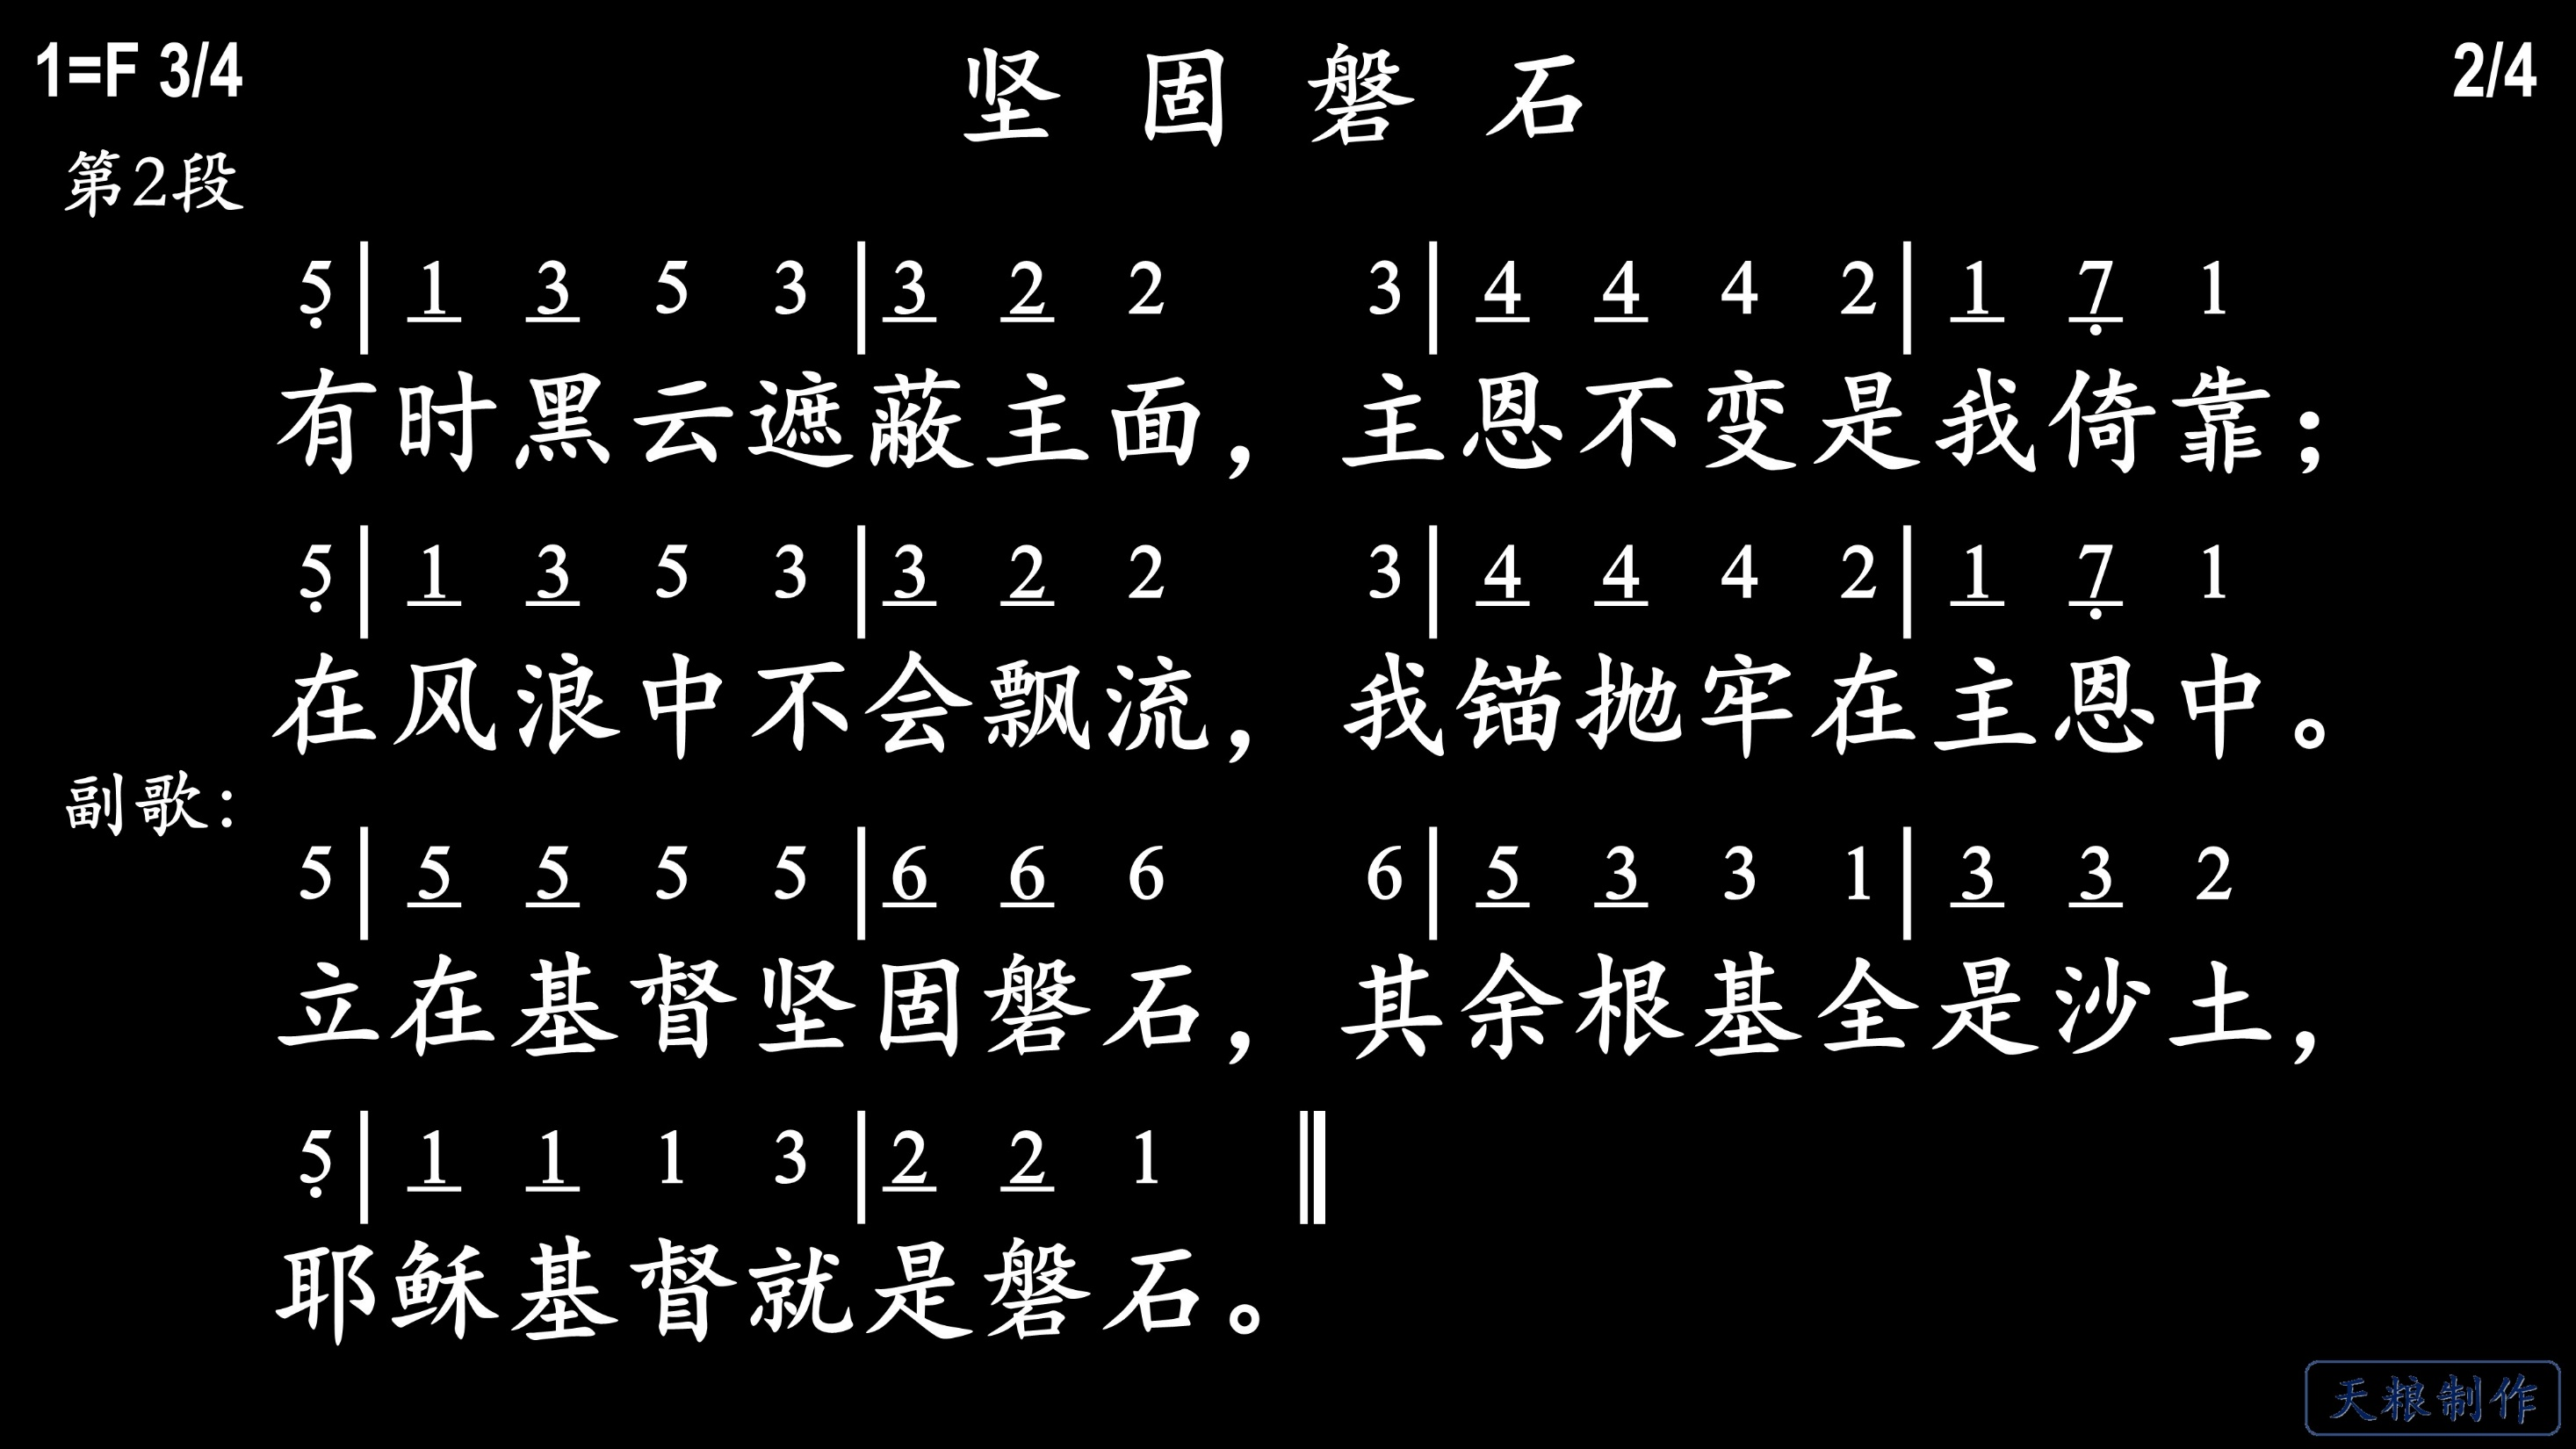 1=F 3/4 坚固磐石 2/4
第2段
5̣ | 1 3 5 3 | 3 2 2 3 | 4 4 4 2 | 1 7̣ 1
有时黑云遮蔽主面，主恩不变是我倚靠；
5̣ | 1 3 5 3 | 3 2 2 3 | 4 4 4 2 | 1 7̣ 1
在风浪中不会飘流，我锚抛牢在主恩中。
副歌：
5 | 5 5 5 5 | 6 6 6 6 | 5 3 3 1 | 3 3 2
立在基督坚固磐石，其余根基全是沙土，
5̣ | 1 1 1 3 | 2 2 1 ‖
耶稣基督就是磐石。
天粮制作